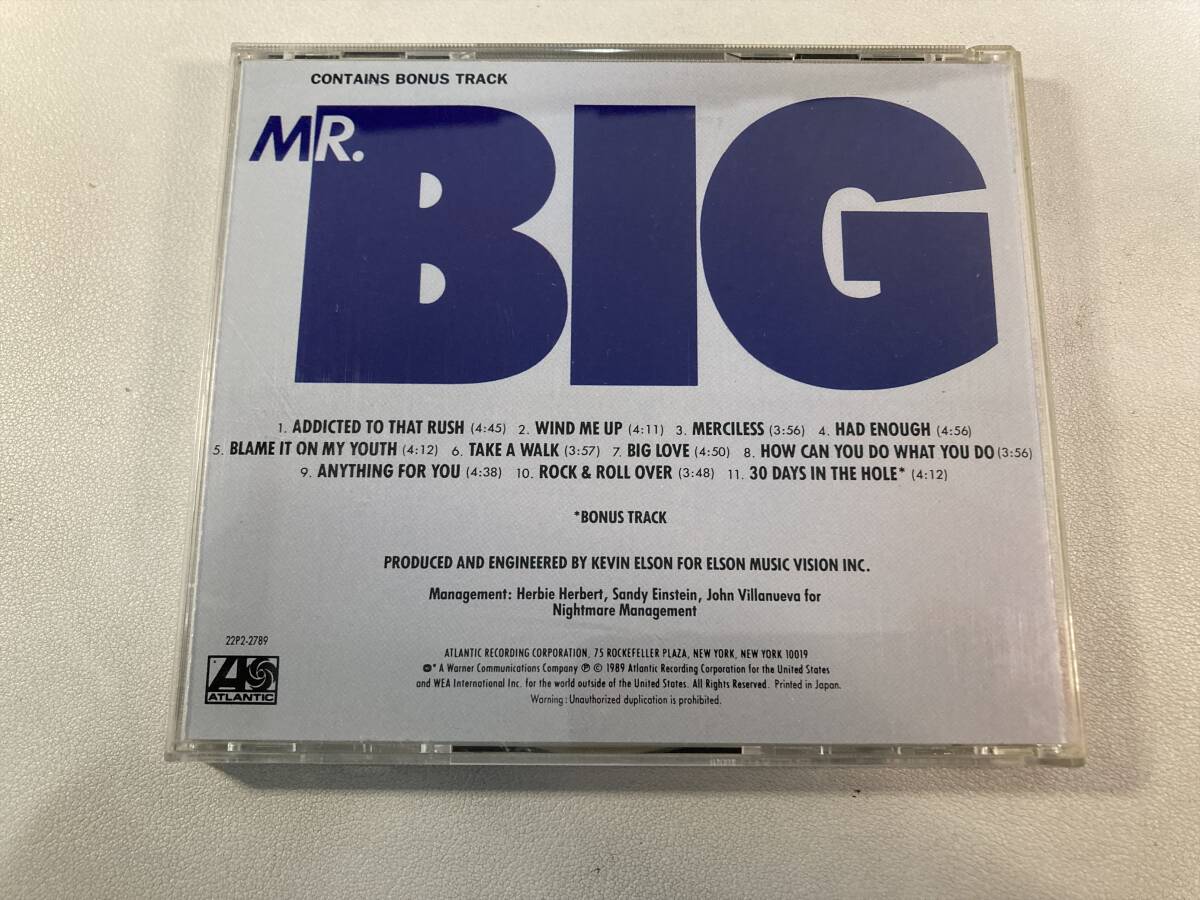 CONTAINS BONUS TRACK
MR.
BIG
1. ADDICTED TO THAT RUSH (4:45) 2. WIND ME UP (4:11) 3. MERCILESS (3:56) 4. HAD ENOUGH (4:56)
5. BLAME IT ON MY YOUTH (4:12) 6. TAKE A WALK (3:57) 7. BIG LOVE (4:50) 8. HOW CAN YOU DO WHAT YOU DO (3:56)
9. ANYTHING FOR YOU (4:38) 10. ROCK & ROLL OVER (3:48) 11. 30 DAYS IN THE HOLE* (4:12)
*BONUS TRACK
PRODUCED AND ENGINEERED BY KEVIN ELSON FOR ELSON MUSIC VISION INC.
Management: Herbie Herbert, Sandy Einstein, John Villanueva for
Nightmare Management
22P2-2789
ATLANTIC
ATLANTIC RECORDING CORPORATION, 75 ROCKEFELLER PLAZA, NEW YORK, NEW YORK 10019
* A Warner Communications Company ℗ © 1989 Atlantic Recording Corporation for the United States
and WEA International Inc. for the world outside of the United States. All Rights Reserved. Printed in Japan.
Warning: Unauthorized duplication is prohibited.